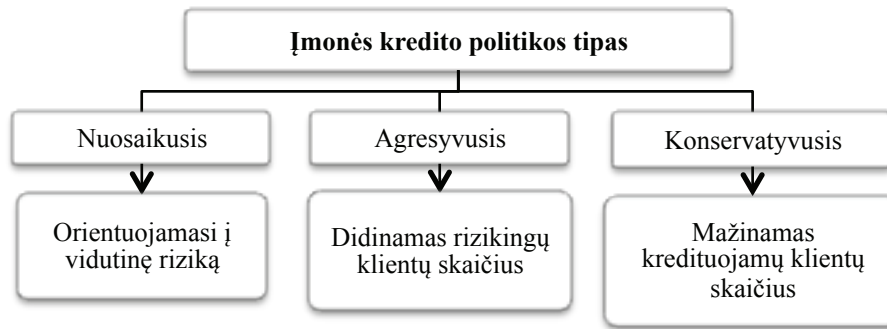 Įmonės kredito politikos tipas
Nuosaikusis
Agresyvusis
Konservatyvusis
Orientuojamasi į
vidutinę riziką
Didinamas rizikingų
klientų skaičius
Mažinamas
kredituojamų klientų
skaičius